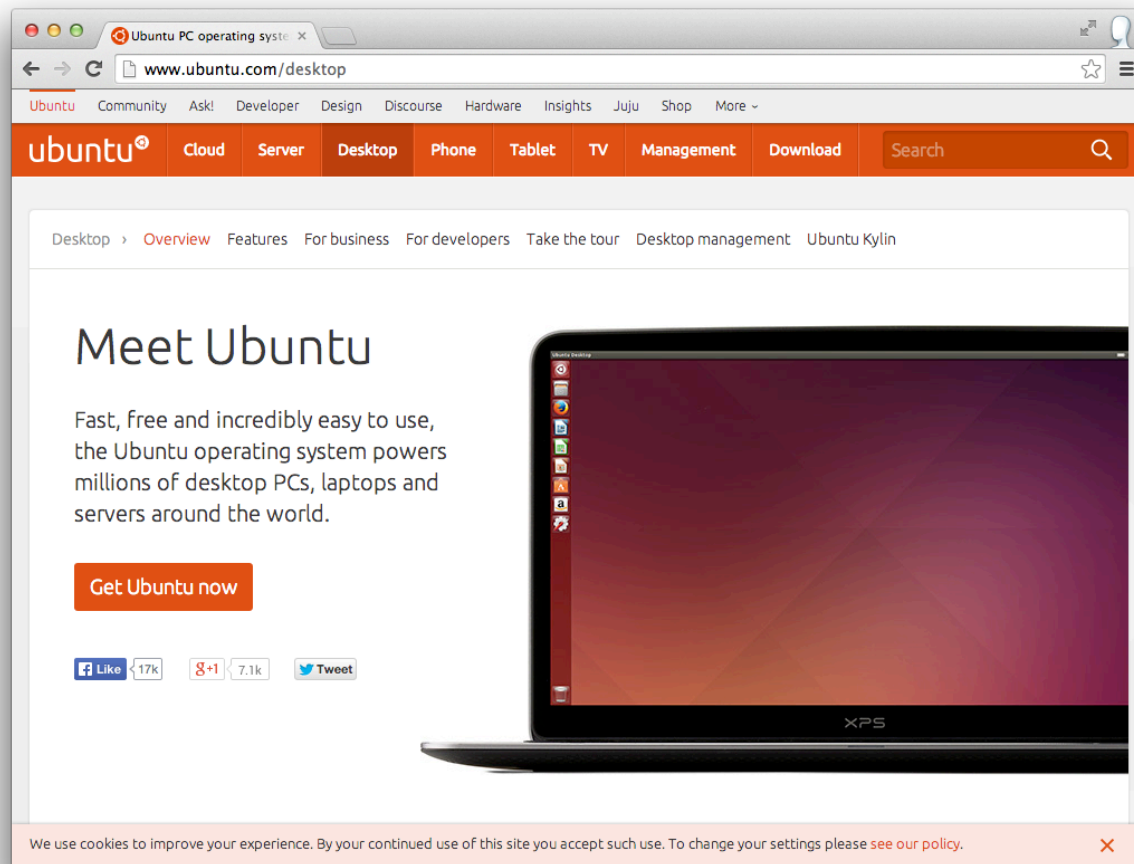 Ubuntu PC operating syste
www.ubuntu.com/desktop
Ubuntu Community Ask! Developer Design Discourse Hardware Insights Juju Shop More
ubuntu Cloud Server Desktop Phone Tablet TV Management Download Search
Desktop › Overview Features For business For developers Take the tour Desktop management Ubuntu Kylin
Meet Ubuntu
Ubuntu Desktop
Fast, free and incredibly easy to use,
the Ubuntu operating system powers
millions of desktop PCs, laptops and
servers around the world.
Get Ubuntu now
Like 17k g+1 7.1k Tweet
XPS
We use cookies to improve your experience. By your continued use of this site you accept such use. To change your settings please see our policy.